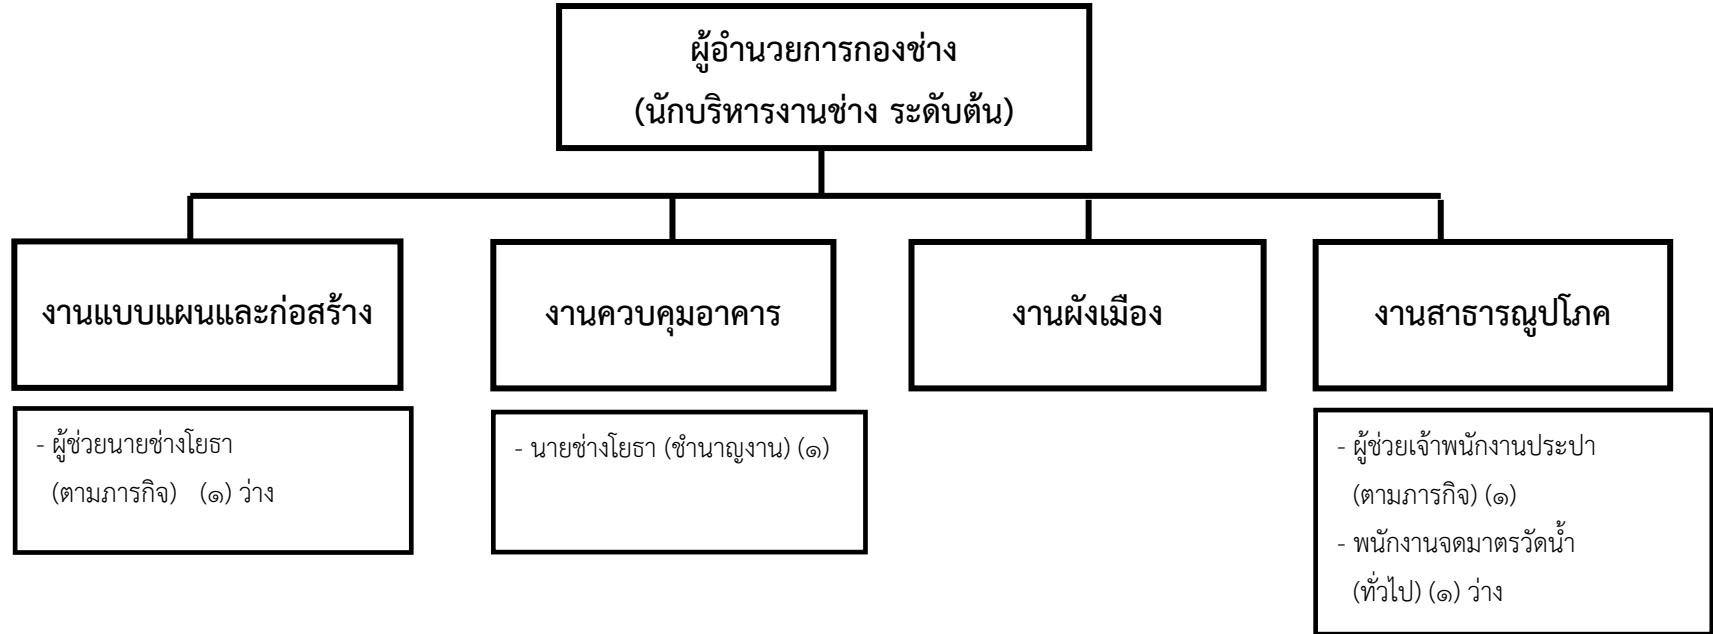 ผู้อำนวยการกองช่าง
(นักบริหารงานช่าง ระดับต้น)
งานแบบแผนและก่อสร้าง
งานควบคุมอาคาร
งานผังเมือง
งานสาธารณูปโภค
- ผู้ช่วยนายช่างโยธา
(ตามภารกิจ) (๑) ว่าง
- นายช่างโยธา (ชำนาญงาน) (๑)
- ผู้ช่วยเจ้าพนักงานประปา
(ตามภารกิจ) (๑)
- พนักงานจดมาตรวัดน้ำ
(ทั่วไป) (๑) ว่าง